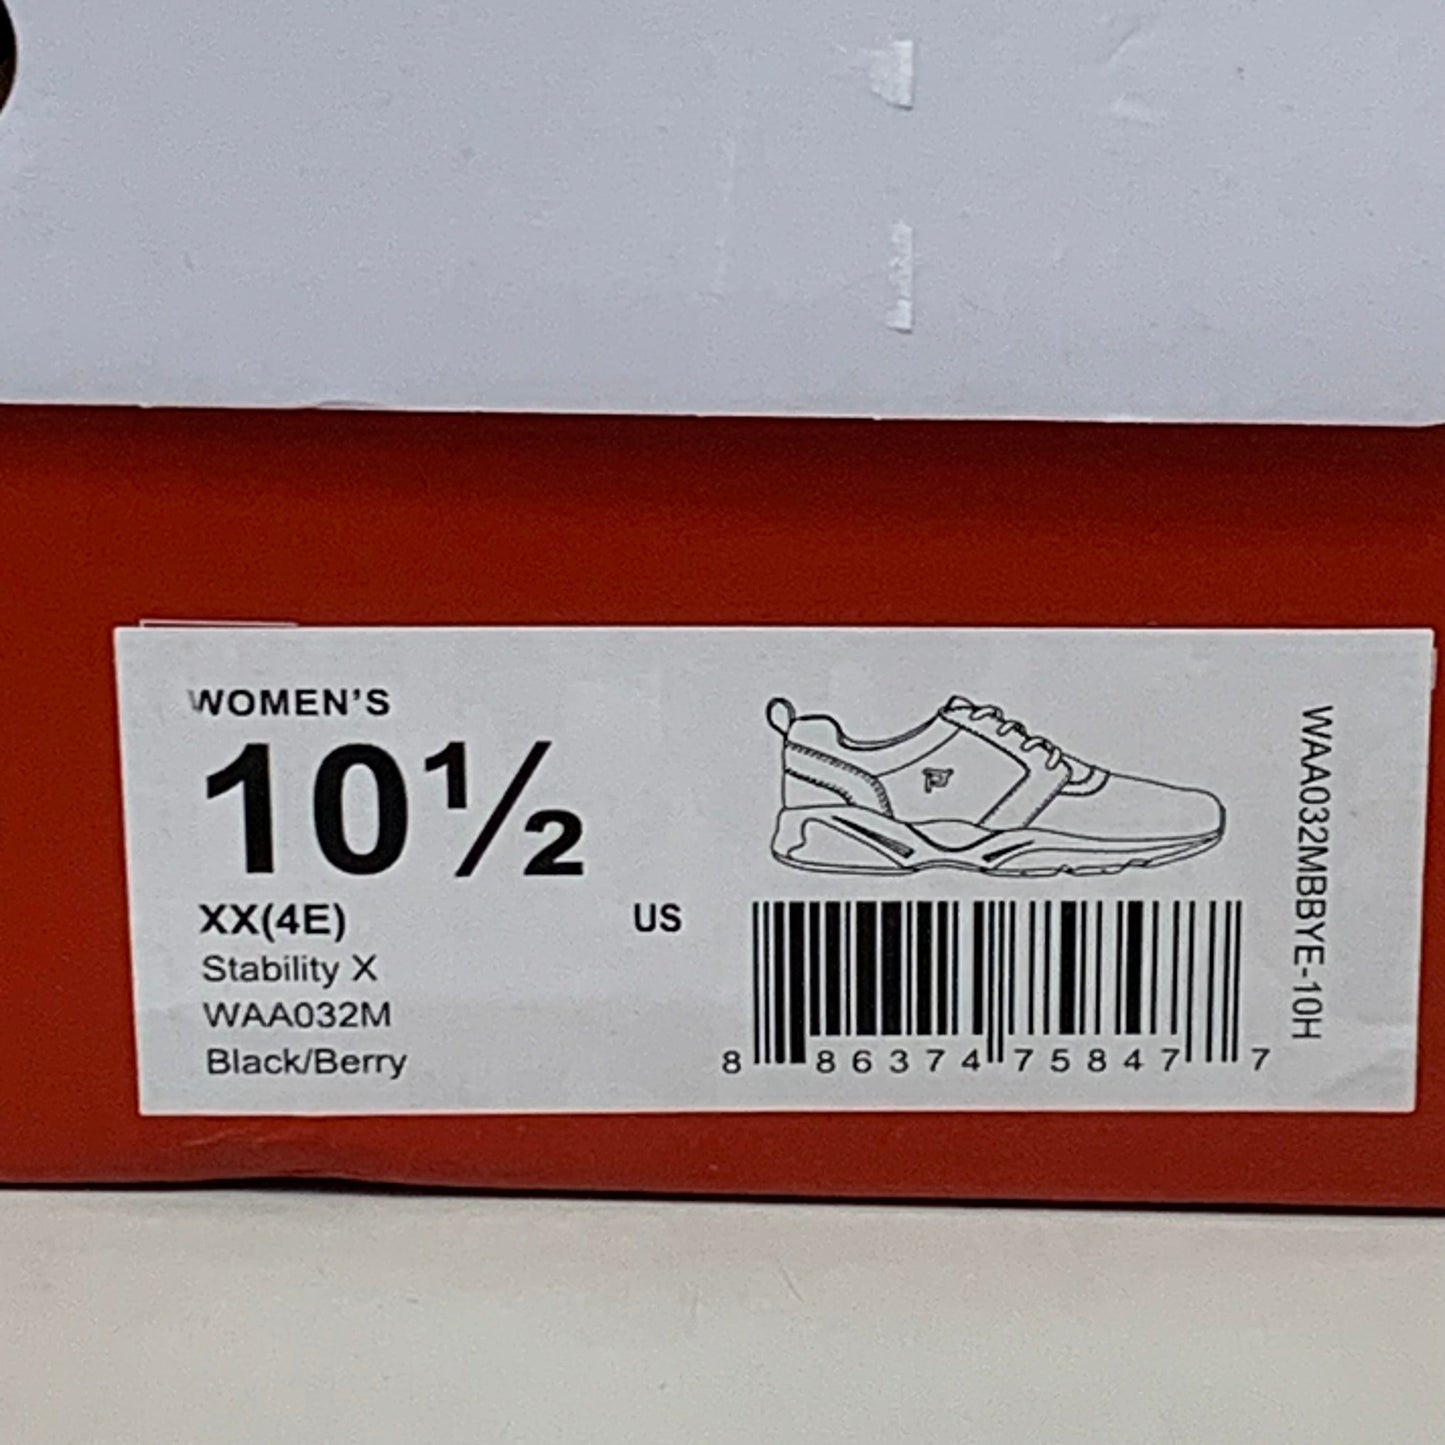 WOMEN'S
10½
XX(4E) US
Stability X
WAA032M
Black/Berry
8 86374 75847 7
WAA032MBBYE-10H